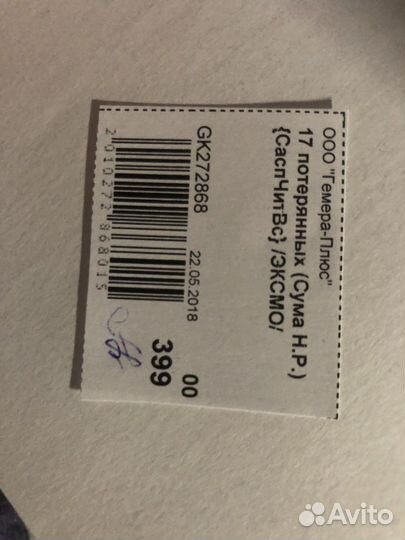 ООО "Гемера-Плюс"
17 потерянных (Сума Н.Р.)
{СаспЧитВс} /ЭКСМО/
GK272868
22.05.2018
2010272868015
399 00
Avito